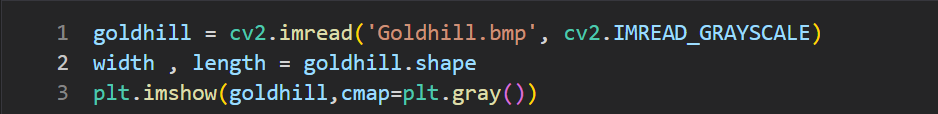 1 goldhill = cv2.imread('Goldhill.bmp', cv2.IMREAD_GRAYSCALE)
2 width , length = goldhill.shape
3 plt.imshow(goldhill,cmap=plt.gray())